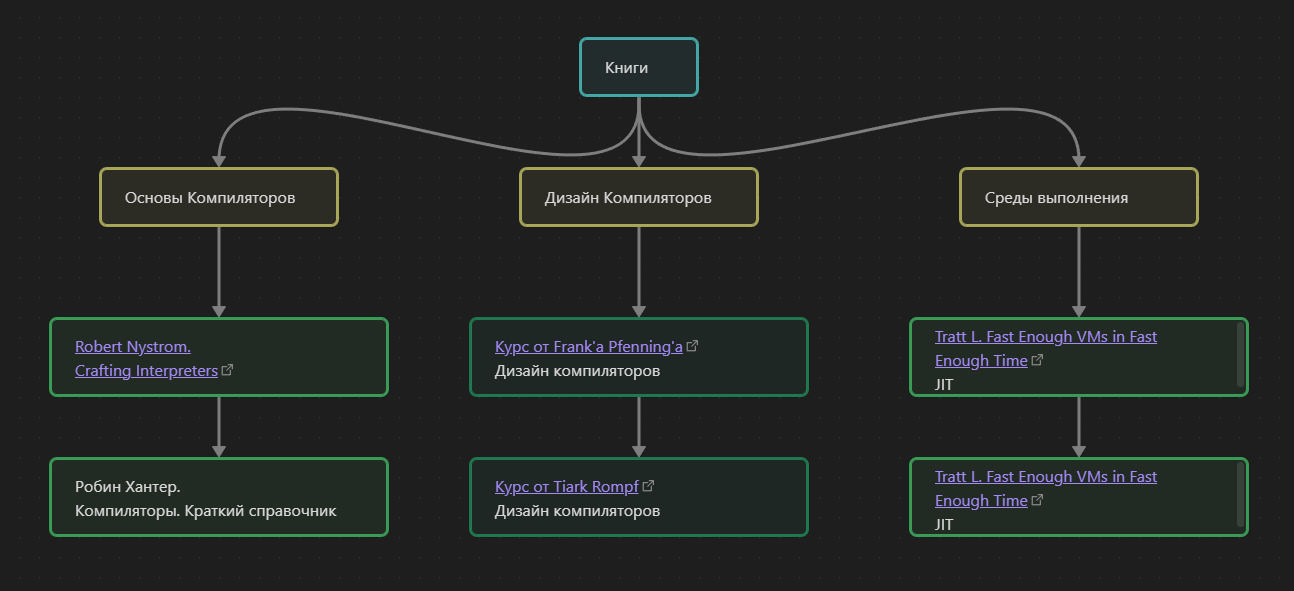 Книги
Основы Компиляторов
Дизайн Компиляторов
Среды выполнения
Robert Nystrom.
Crafting Interpreters
Курс от Frank'a Pfenning'a
Дизайн компиляторов
Tratt L. Fast Enough VMs in Fast
Enough Time
JIT
Робин Хантер.
Компиляторы. Краткий справочник
Курс от Tiark Rompf
Дизайн компиляторов
Tratt L. Fast Enough VMs in Fast
Enough Time
JIT